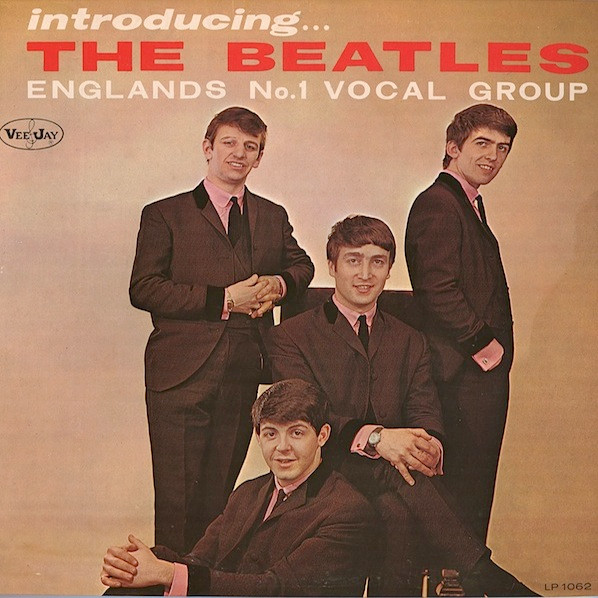 introducing...
THE BEATLES
ENGLANDS No.1 VOCAL GROUP
VEE JAY
LP 1062